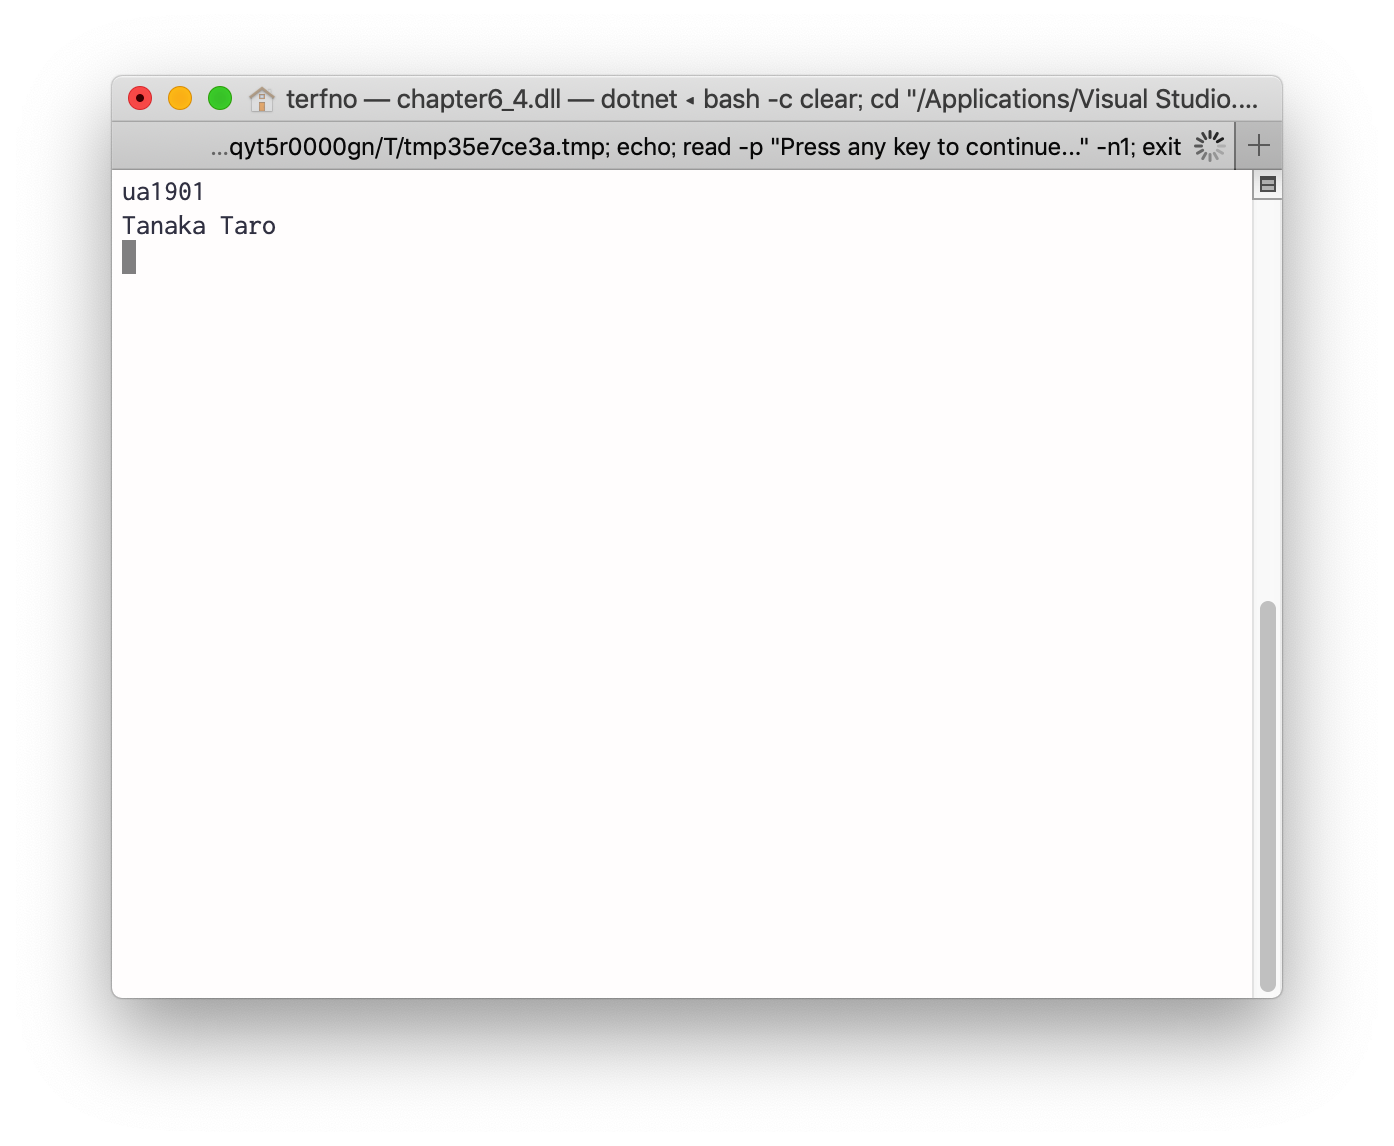 terfno — chapter6_4.dll — dotnet ◂ bash -c clear; cd "/Applications/Visual Studio....
...qyt5r0000gn/T/tmp35e7ce3a.tmp; echo; read -p "Press any key to continue..." -n1; exit
ua1901
Tanaka Taro